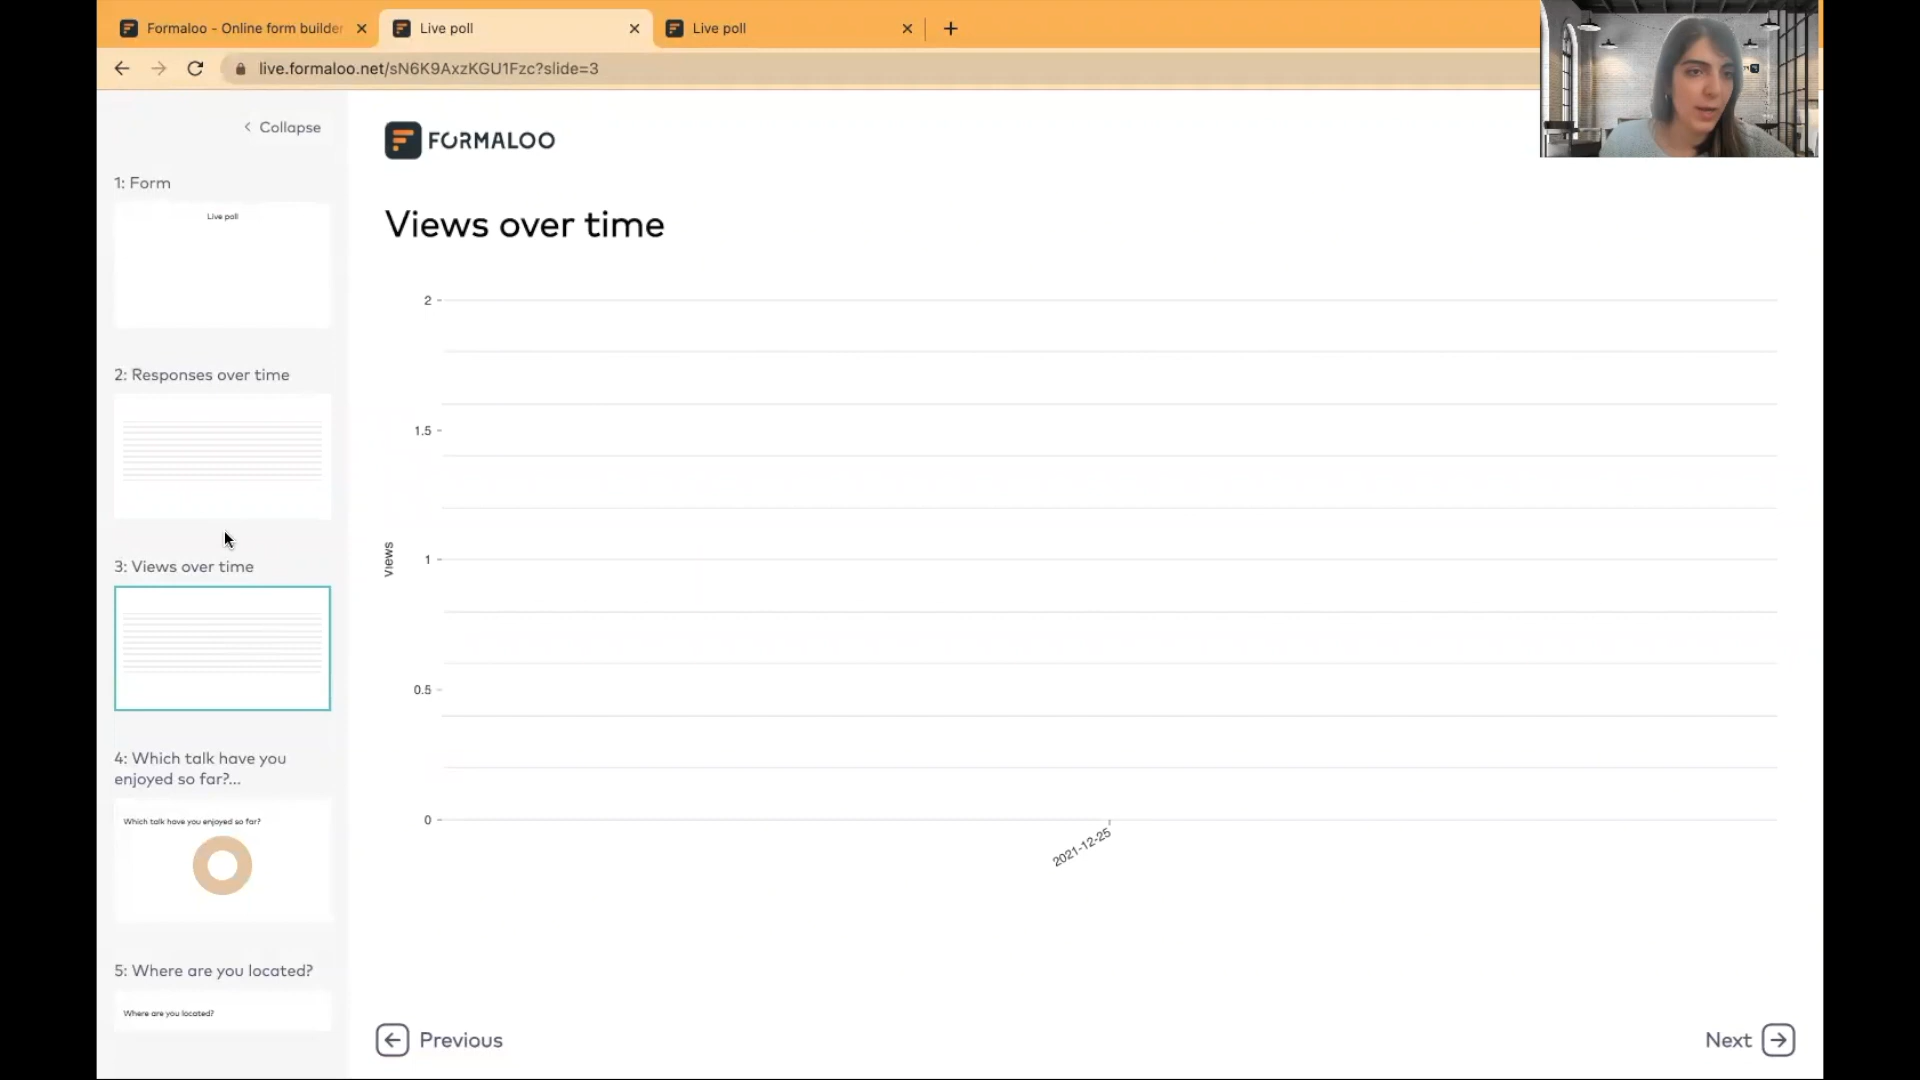 Formaloo - Online form builder
Live poll
Live poll
live.formaloo.net/sN6K9AxzKGU1Fzc?slide=3
Collapse
1: Form
Live poll
2: Responses over time
3: Views over time
4: Which talk have you
enjoyed so far?...
Which talk have you enjoyed so far?
5: Where are you located?
Where are you located?
FORMALOO
Views over time
2
1.5
1
0.5
0
Views
2021-12-25
Previous
Next